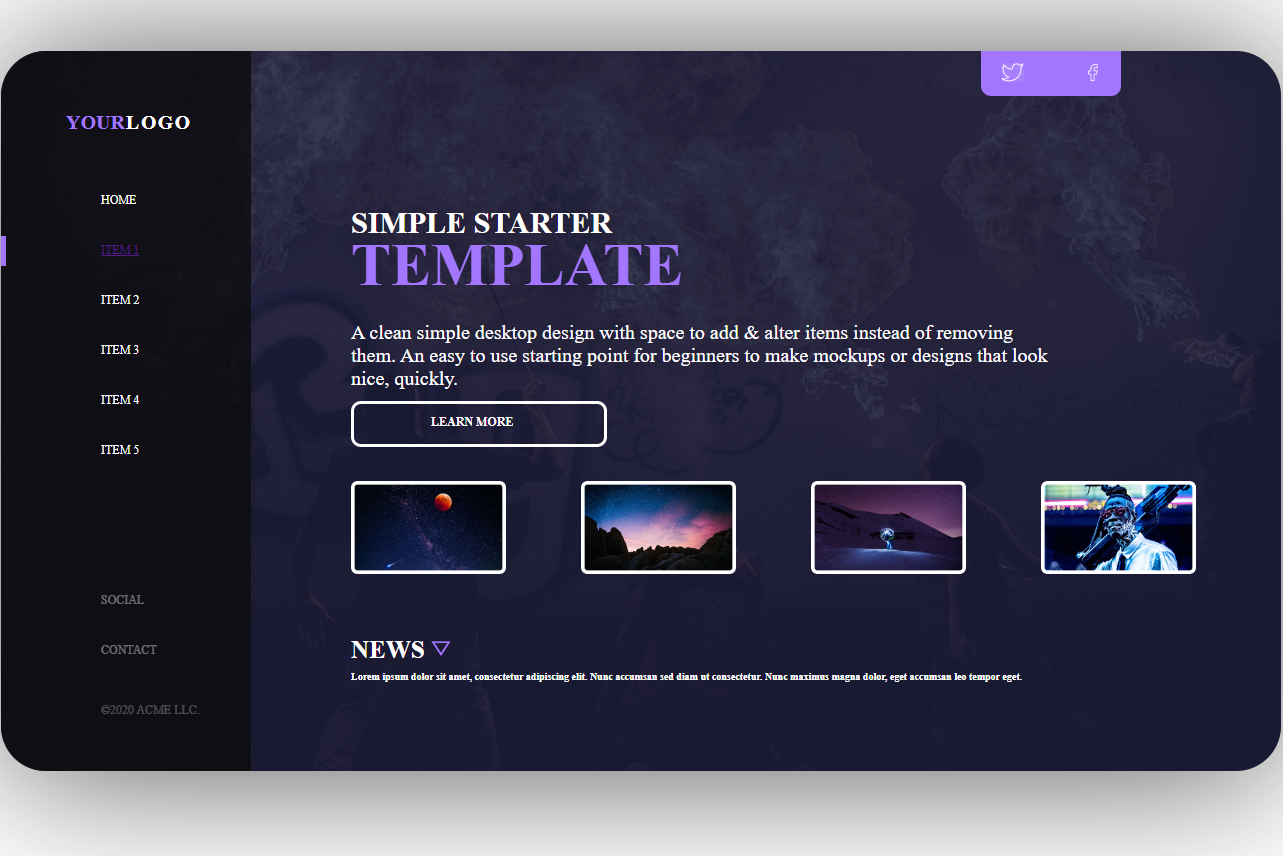 YOURLOGO
HOME
ITEM 1
ITEM 2
ITEM 3
ITEM 4
ITEM 5
SOCIAL
CONTACT
©2020 ACME LLC.
SIMPLE STARTER
TEMPLATE
A clean simple desktop design with space to add & alter items instead of removing
them. An easy to use starting point for beginners to make mockups or designs that look
nice, quickly.
LEARN MORE
NEWS
Lorem ipsum dolor sit amet, consectetur adipiscing elit. Nunc accumsan sed diam ut consectetur. Nunc maximus magna dolor, eget accumsan leo tempor eget.